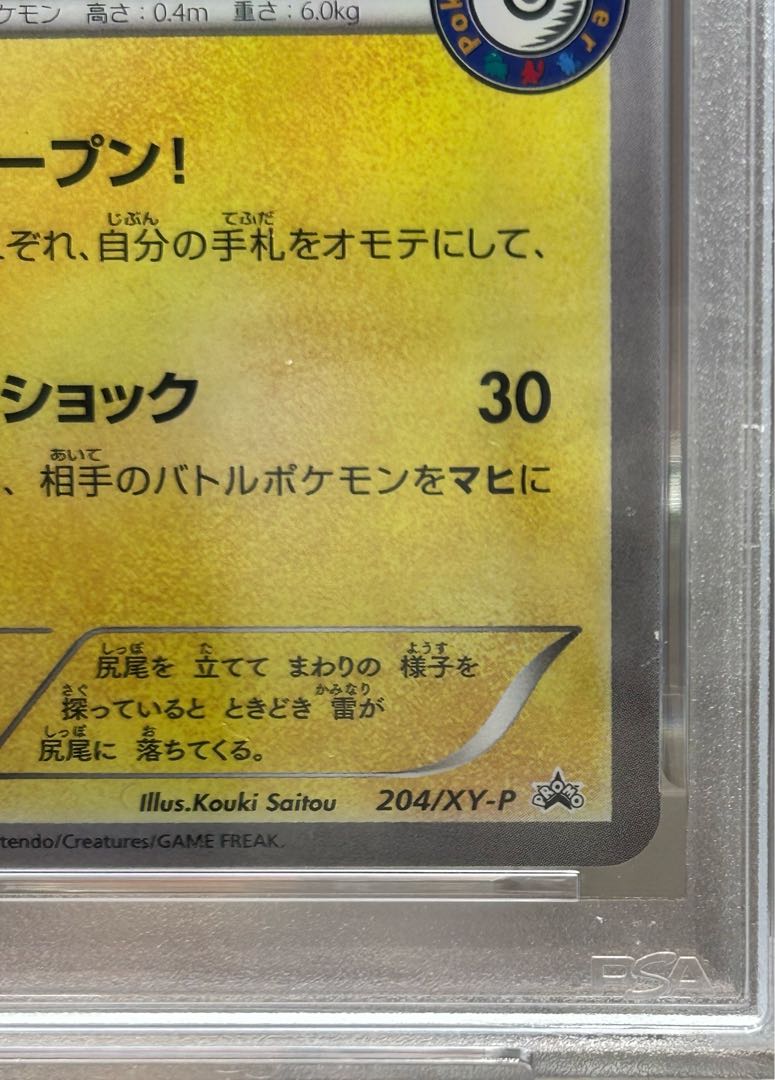 ケモン 高さ：0.4m 重さ：6.0kg
ープン！
ぞれ、自分の手札をオモテにして、
ショック 30
、相手のバトルポケモンをマヒに
尻尾を 立てて まわりの 様子を
探っていると ときどき 雷が
尻尾に 落ちてくる。
Illus.Kouki Saitou 204/XY-P PROMO
tendo/Creatures/GAME FREAK.
PSA